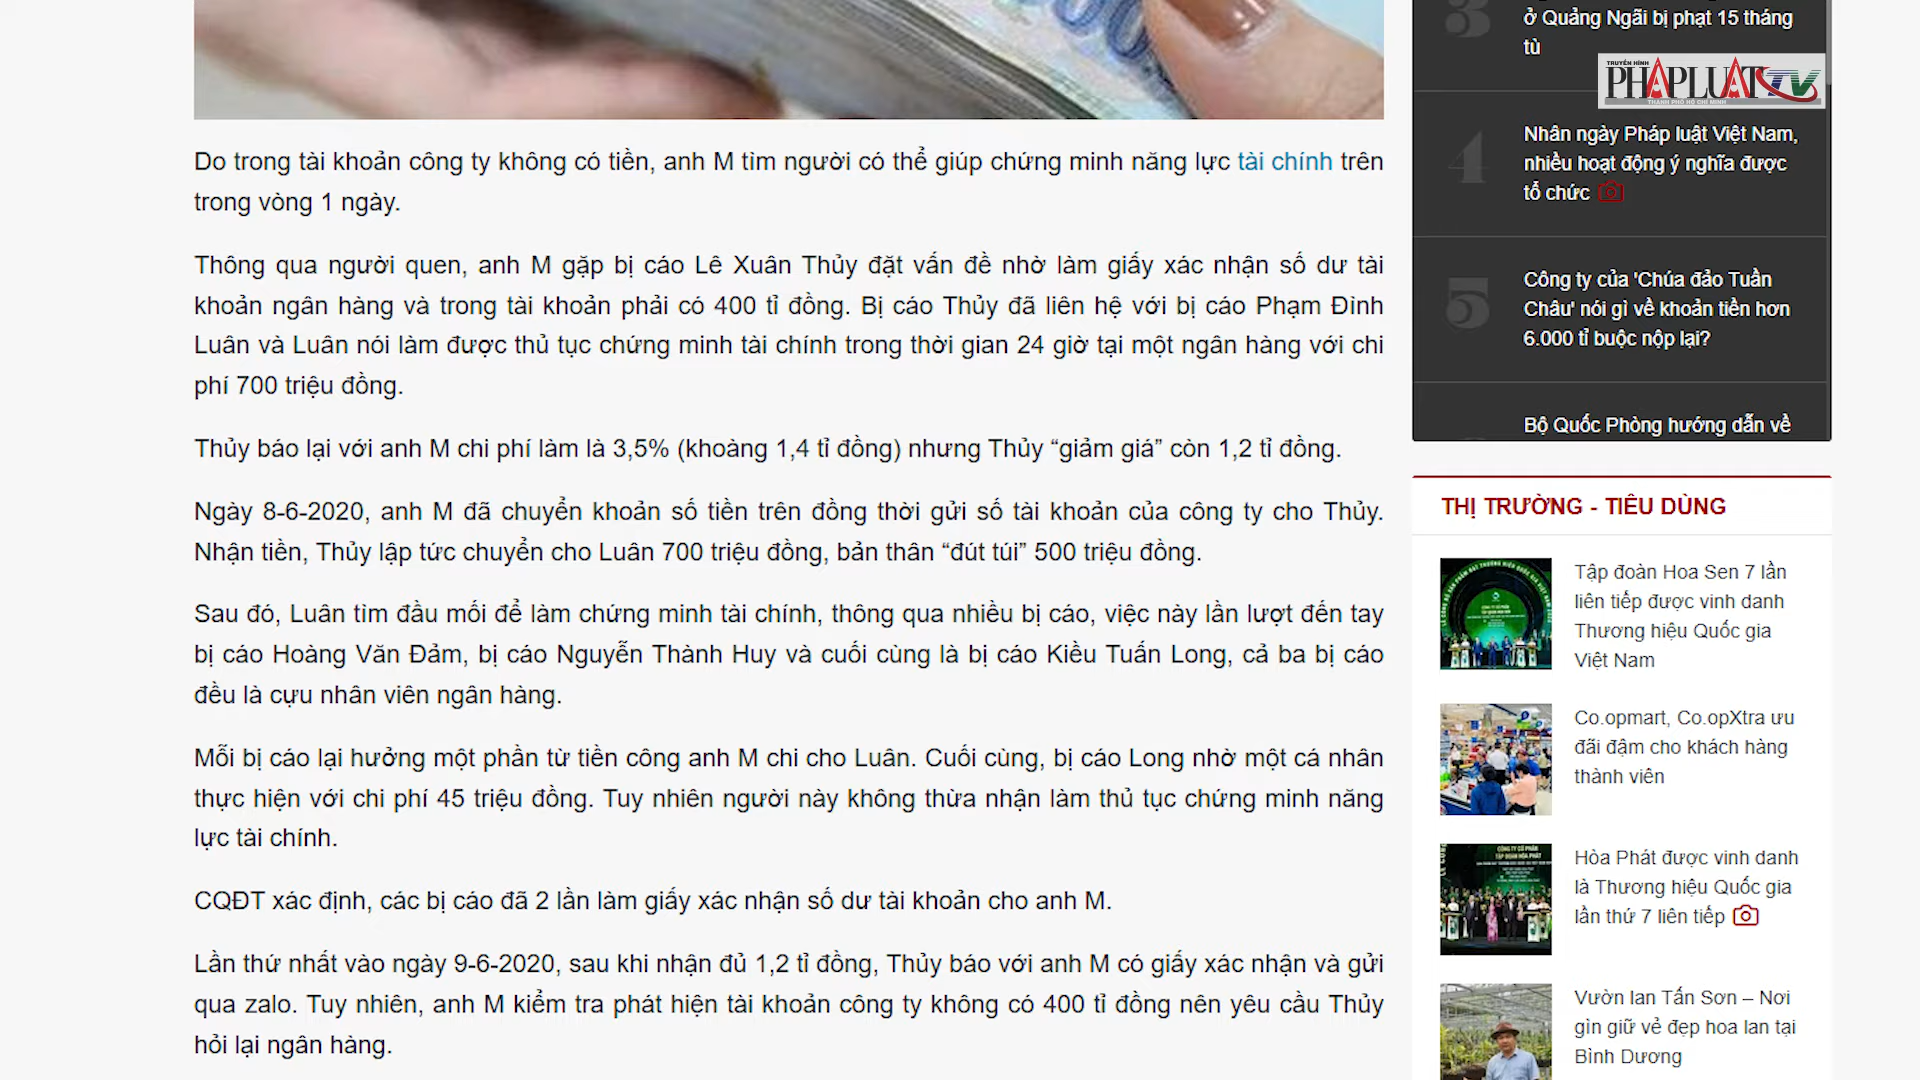 Do trong tài khoản công ty không có tiền, anh M tìm người có thể giúp chứng minh năng lực tài chính trên
trong vòng 1 ngày.
Thông qua người quen, anh M gặp bị cáo Lê Xuân Thủy đặt vấn đề nhờ làm giấy xác nhận số dư tài
khoản ngân hàng và trong tài khoản phải có 400 tỉ đồng. Bị cáo Thủy đã liên hệ với bị cáo Phạm Đình
Luân và Luân nói làm được thủ tục chứng minh tài chính trong thời gian 24 giờ tại một ngân hàng với chi
phí 700 triệu đồng.
Thủy báo lại với anh M chi phí làm là 3,5% (khoảng 1,4 tỉ đồng) nhưng Thủy “giảm giá” còn 1,2 tỉ đồng.
Ngày 8-6-2020, anh M đã chuyển khoản số tiền trên đồng thời gửi số tài khoản của công ty cho Thủy.
Nhận tiền, Thủy lập tức chuyển cho Luân 700 triệu đồng, bản thân “đút túi” 500 triệu đồng.
Sau đó, Luân tìm đầu mối để làm chứng minh tài chính, thông qua nhiều bị cáo, việc này lần lượt đến tay
bị cáo Hoàng Văn Đảm, bị cáo Nguyễn Thành Huy và cuối cùng là bị cáo Kiều Tuấn Long, cả ba bị cáo
đều là cựu nhân viên ngân hàng.
Mỗi bị cáo lại hưởng một phần từ tiền công anh M chi cho Luân. Cuối cùng, bị cáo Long nhờ một cá nhân
thực hiện với chi phí 45 triệu đồng. Tuy nhiên người này không thừa nhận làm thủ tục chứng minh năng
lực tài chính.
CQĐT xác định, các bị cáo đã 2 lần làm giấy xác nhận số dư tài khoản cho anh M.
Lần thứ nhất vào ngày 9-6-2020, sau khi nhận đủ 1,2 tỉ đồng, Thủy báo với anh M có giấy xác nhận và gửi
qua zalo. Tuy nhiên, anh M kiểm tra phát hiện tài khoản công ty không có 400 tỉ đồng nên yêu cầu Thủy
hỏi lại ngân hàng.
3
ở Quảng Ngãi bị phạt 15 tháng
tù
TRUYỀN HÌNH
PHÁPLUẬT TV
THÀNH PHỐ HỒ CHÍ MINH
4
Nhân ngày Pháp luật Việt Nam,
nhiều hoạt động ý nghĩa được
tổ chức
5
Công ty của 'Chúa đảo Tuần
Châu' nói gì về khoản tiền hơn
6.000 tỉ buộc nộp lại?
Bộ Quốc Phòng hướng dẫn về
THỊ TRƯỜNG - TIÊU DÙNG
Tập đoàn Hoa Sen 7 lần
liên tiếp được vinh danh
Thương hiệu Quốc gia
Việt Nam
Co.opmart, Co.opXtra ưu
đãi đậm cho khách hàng
thành viên
Hòa Phát được vinh danh
là Thương hiệu Quốc gia
lần thứ 7 liên tiếp
Vườn lan Tấn Sơn – Nơi
gìn giữ vẻ đẹp hoa lan tại
Bình Dương